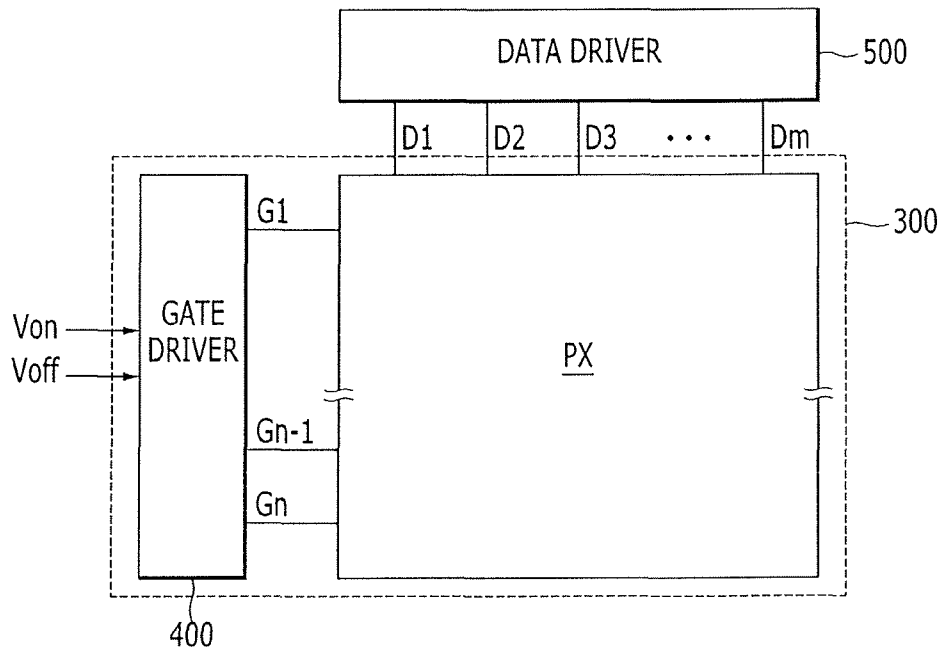 DATA DRIVER
500
D1 D2 D3 ... Dm
300
G1
GATE
DRIVER
Von
Voff
PX
Gn-1
Gn
400